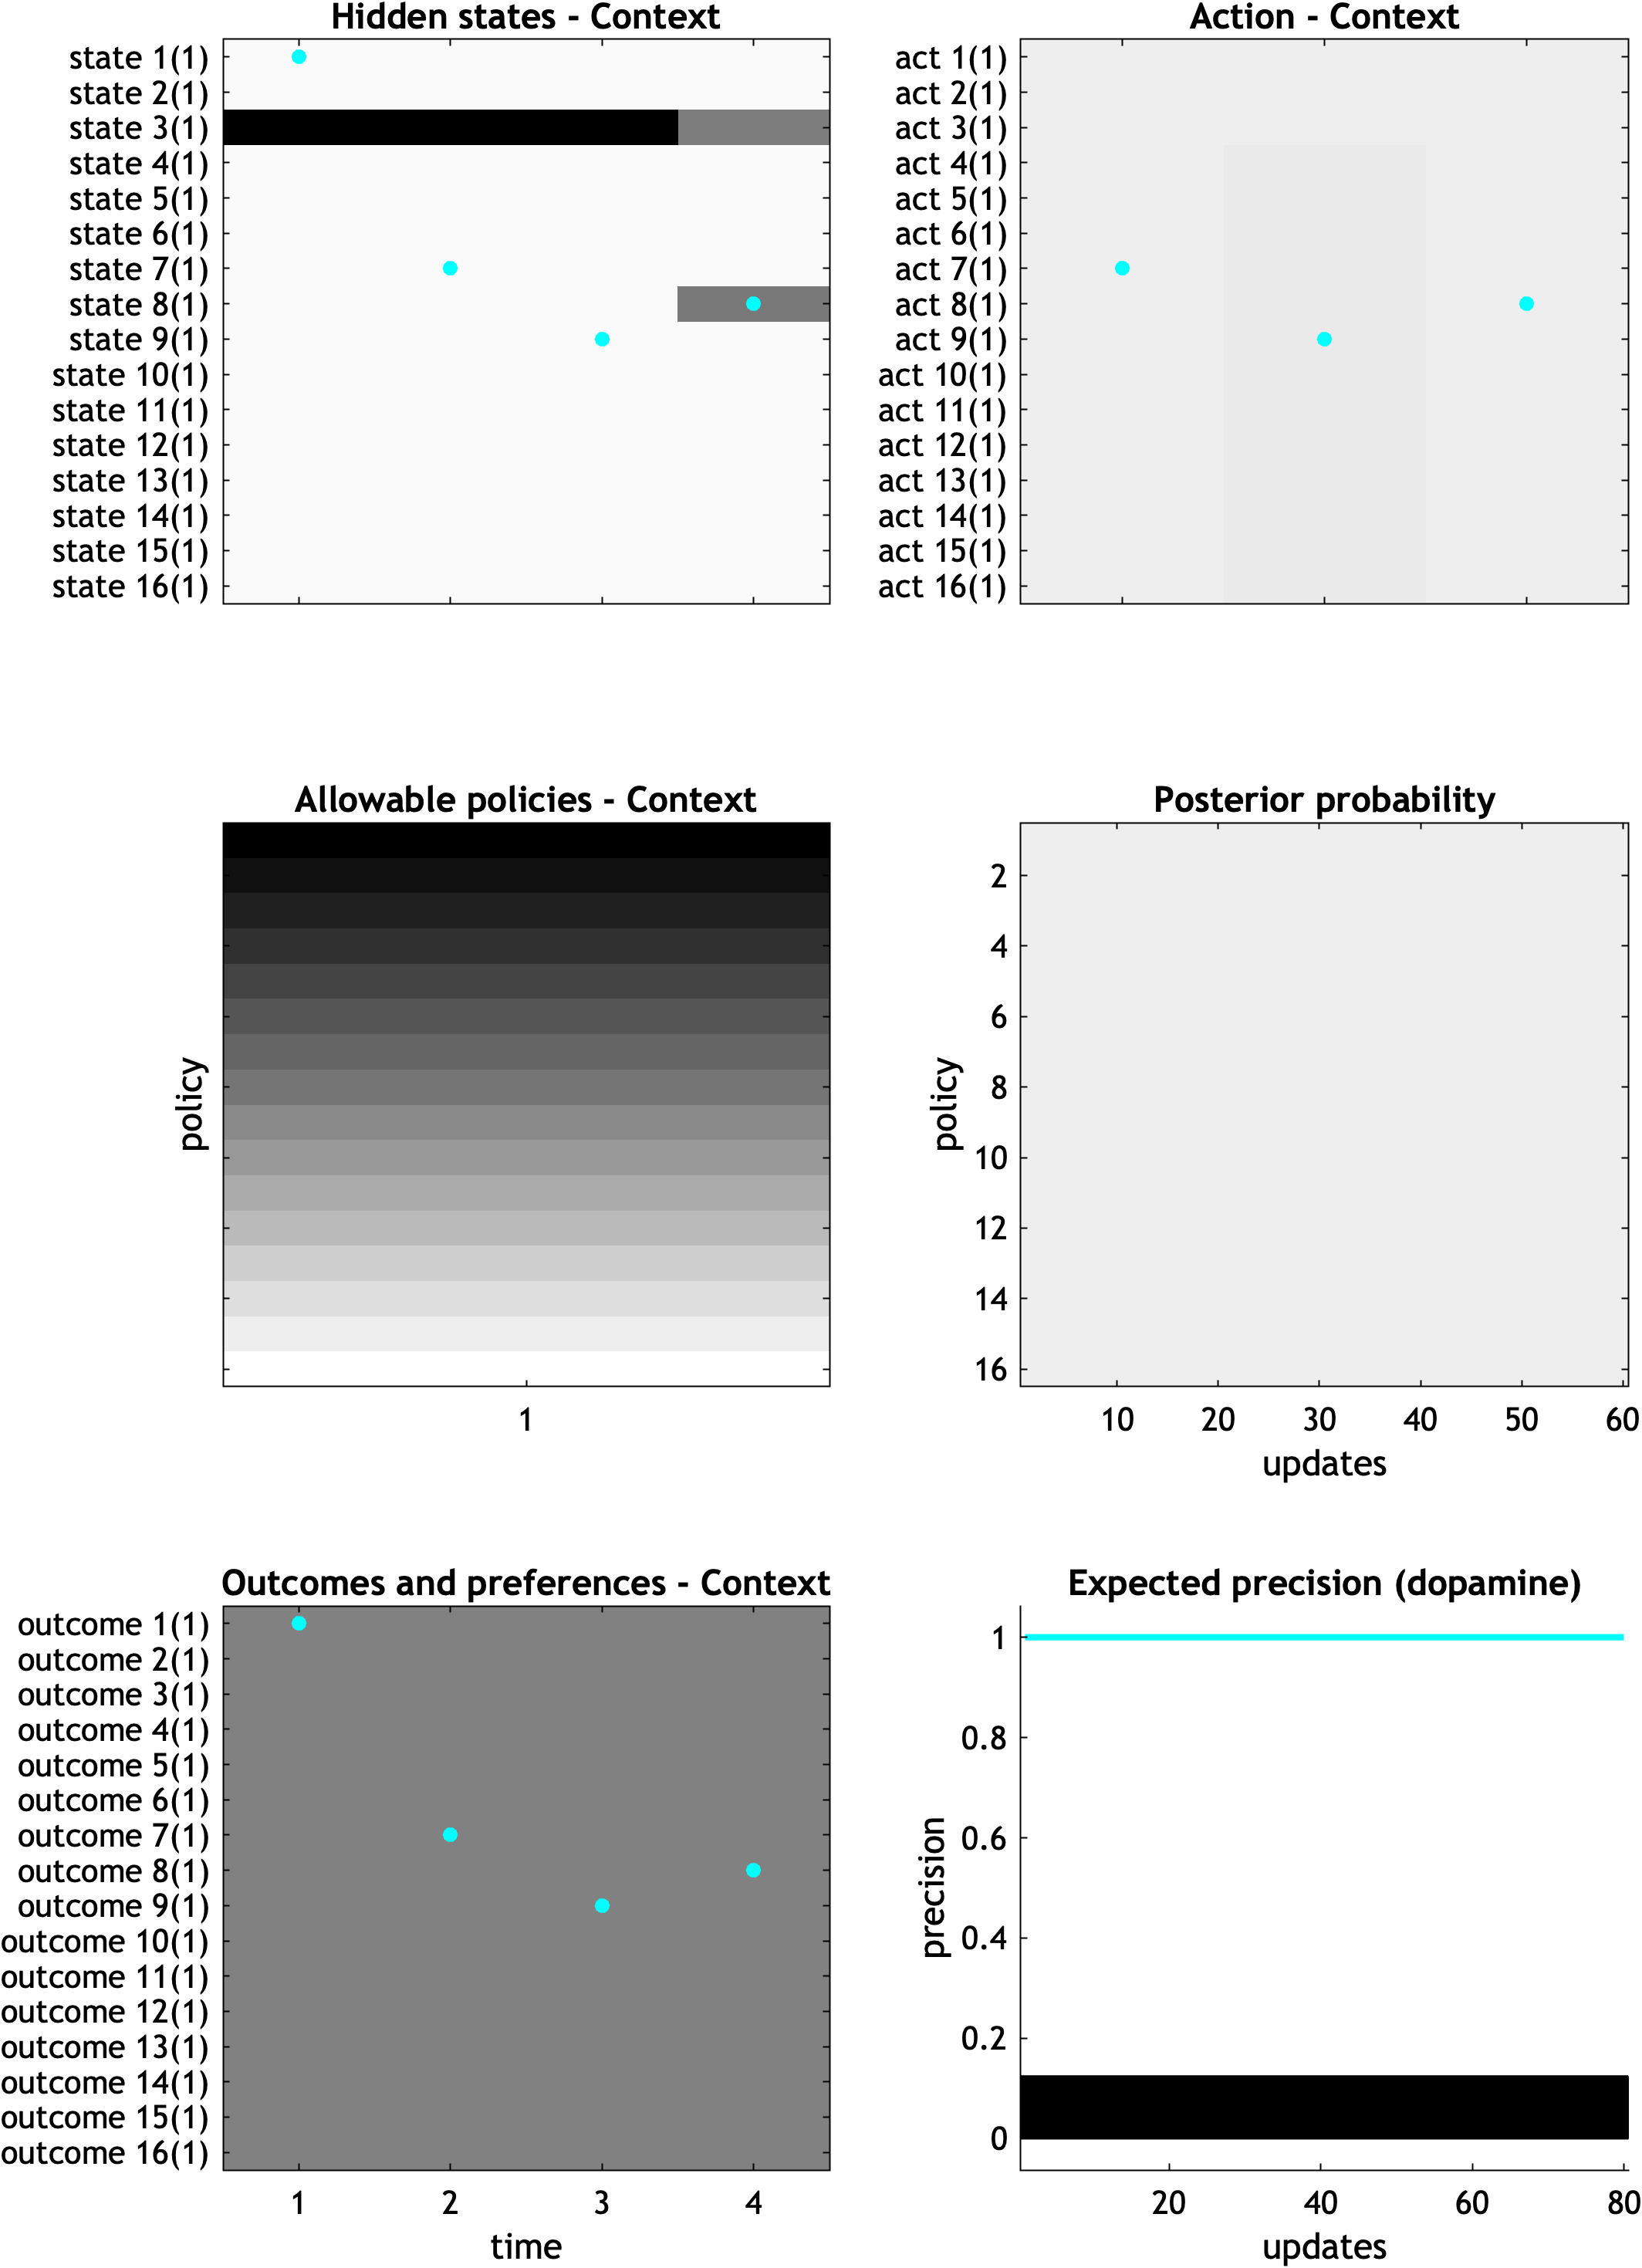 Hidden states - Context
state 1(1)
state 2(1)
state 3(1)
state 4(1)
state 5(1)
state 6(1)
state 7(1)
state 8(1)
state 9(1)
state 10(1)
state 11(1)
state 12(1)
state 13(1)
state 14(1)
state 15(1)
state 16(1)
Action - Context
act 1(1)
act 2(1)
act 3(1)
act 4(1)
act 5(1)
act 6(1)
act 7(1)
act 8(1)
act 9(1)
act 10(1)
act 11(1)
act 12(1)
act 13(1)
act 14(1)
act 15(1)
act 16(1)
Allowable policies - Context
policy
1
Posterior probability
policy
2
4
6
8
10
12
14
16
10 20 30 40 50 60
updates
Outcomes and preferences - Context
outcome 1(1)
outcome 2(1)
outcome 3(1)
outcome 4(1)
outcome 5(1)
outcome 6(1)
outcome 7(1)
outcome 8(1)
outcome 9(1)
outcome 10(1)
outcome 11(1)
outcome 12(1)
outcome 13(1)
outcome 14(1)
outcome 15(1)
outcome 16(1)
1 2 3 4
time
Expected precision (dopamine)
precision
1
0.8
0.6
0.4
0.2
0
20 40 60 80
updates